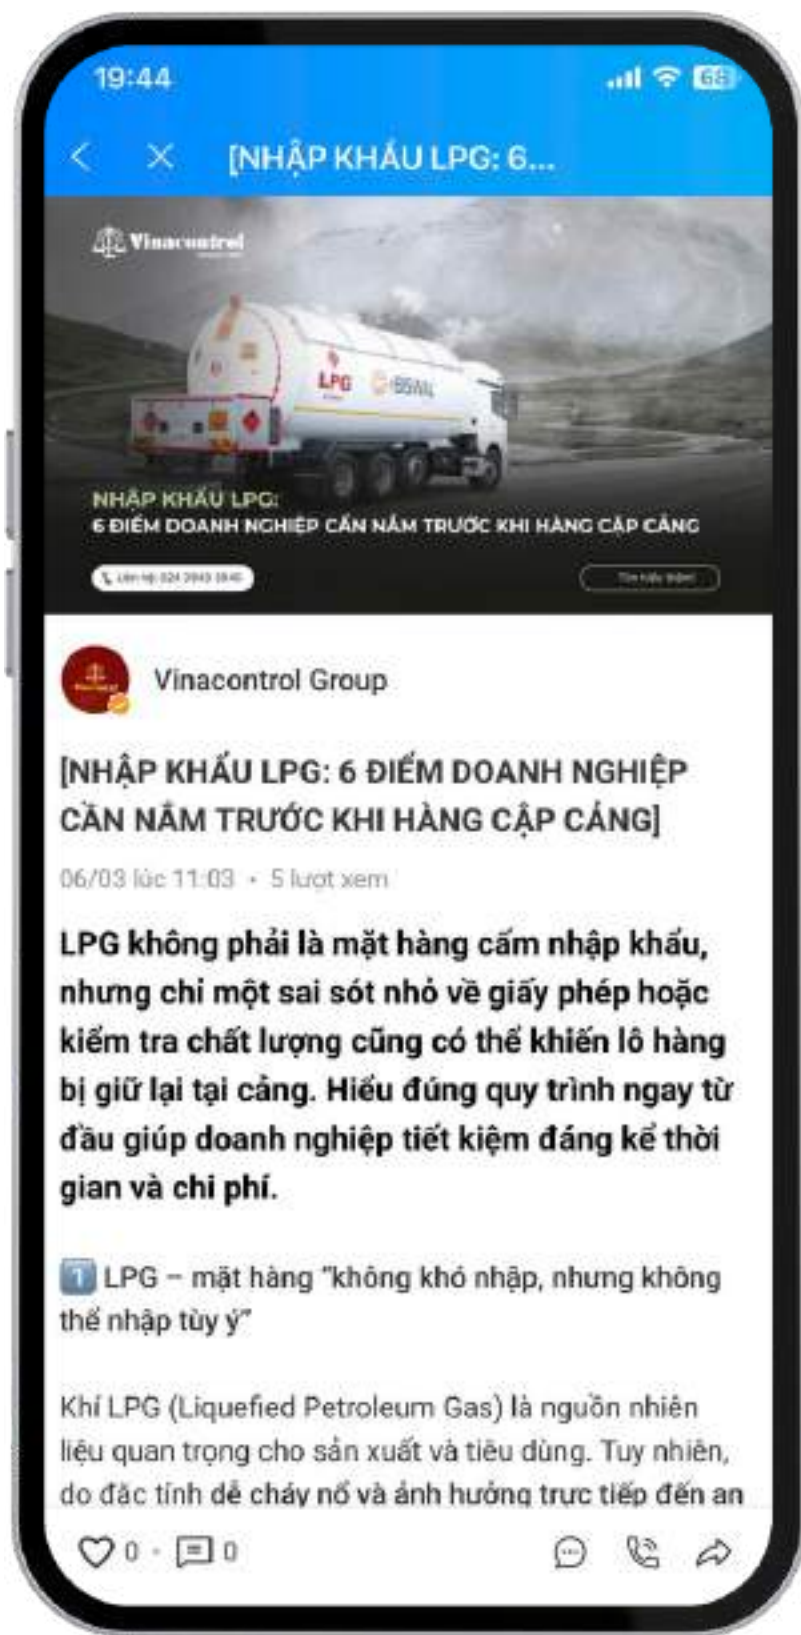 19:44
68
[NHẬP KHẨU LPG: 6...
Vinacontrol
LPG
NHẬP KHẨU LPG:
6 ĐIỂM DOANH NGHIỆP CẦN NẮM TRƯỚC KHI HÀNG CẬP CẢNG
Tìm hiểu thêm
Vinacontrol Group
[NHẬP KHẨU LPG: 6 ĐIỂM DOANH NGHIỆP
CẦN NẮM TRƯỚC KHI HÀNG CẬP CẢNG]
06/03 lúc 11:03 • 5 lượt xem
LPG không phải là mặt hàng cấm nhập khẩu,
nhưng chỉ một sai sót nhỏ về giấy phép hoặc
kiểm tra chất lượng cũng có thể khiến lô hàng
bị giữ lại tại cảng. Hiểu đúng quy trình ngay từ
đầu giúp doanh nghiệp tiết kiệm đáng kể thời
gian và chi phí.
1 LPG – mặt hàng “không khó nhập, nhưng không
thể nhập tùy ý”
Khí LPG (Liquefied Petroleum Gas) là nguồn nhiên
liệu quan trọng cho sản xuất và tiêu dùng. Tuy nhiên,
do đặc tính dễ cháy nổ và ảnh hưởng trực tiếp đến an
0 • 0